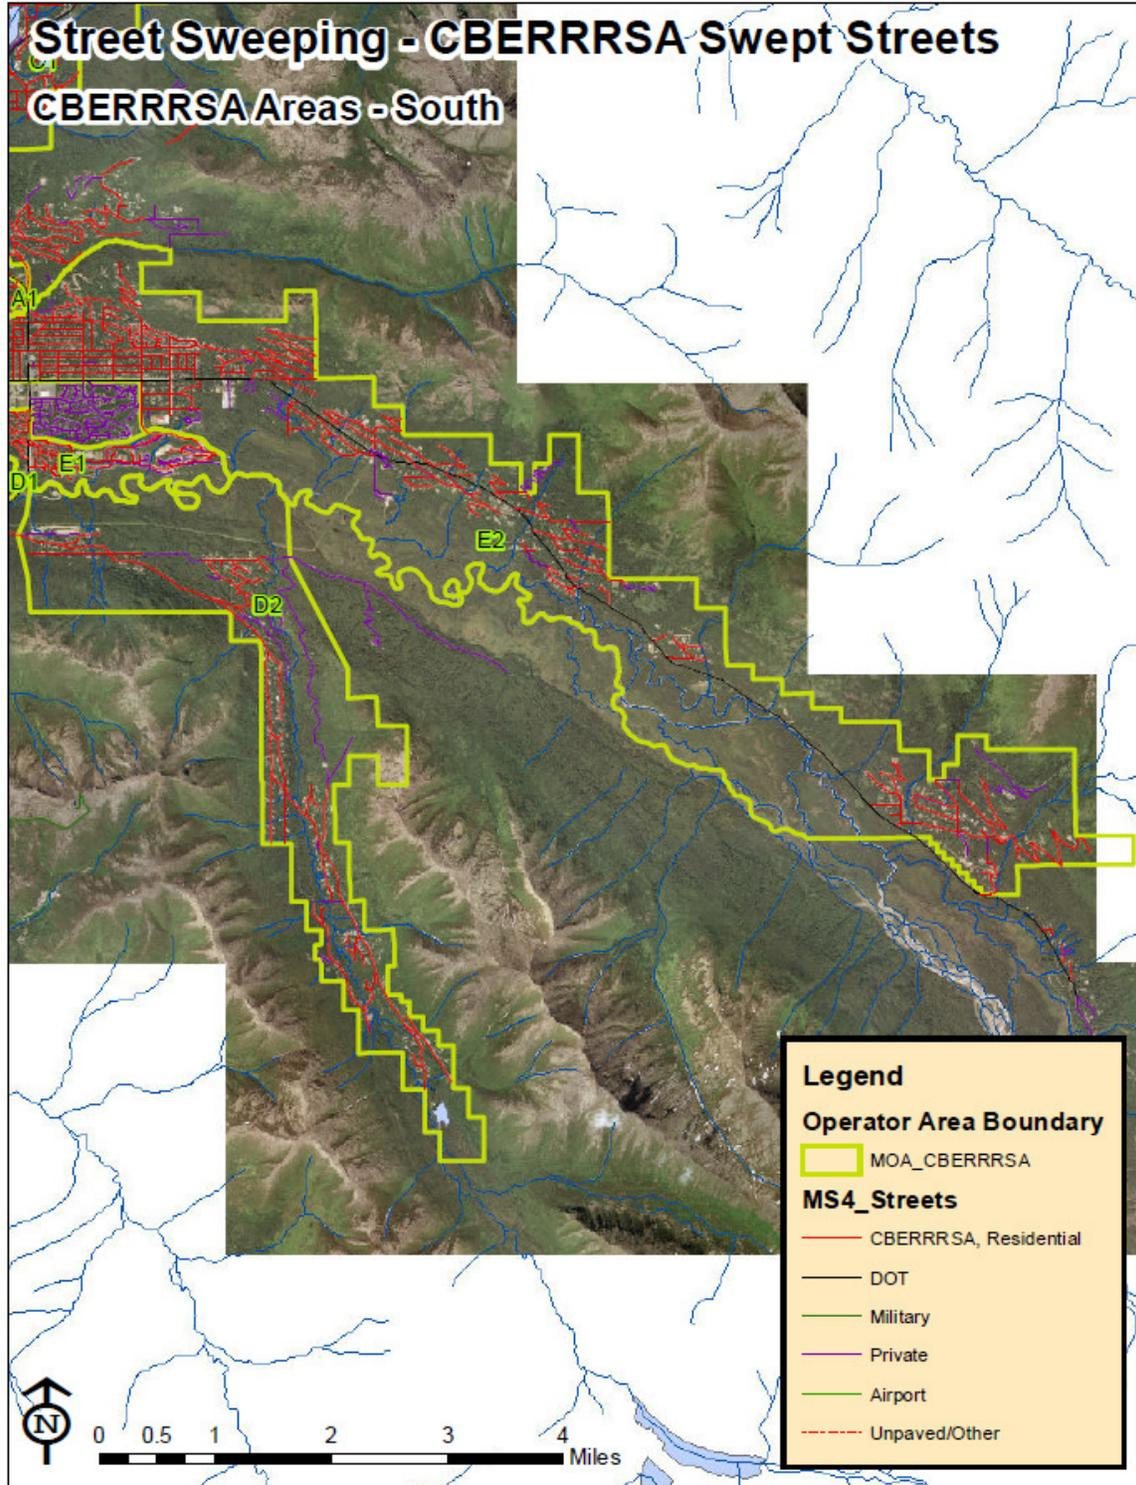 Street Sweeping - CBERRRSA Swept Streets
C1
CBERRRSA Areas - South
A1
E1
D1
E2
D2
Legend
Operator Area Boundary
MOA_CBERRRSA
MS4_Streets
CBERRRSA, Residential
DOT
Military
Private
Airport
Unpaved/Other
N
0 0.5 1 2 3 4
Miles